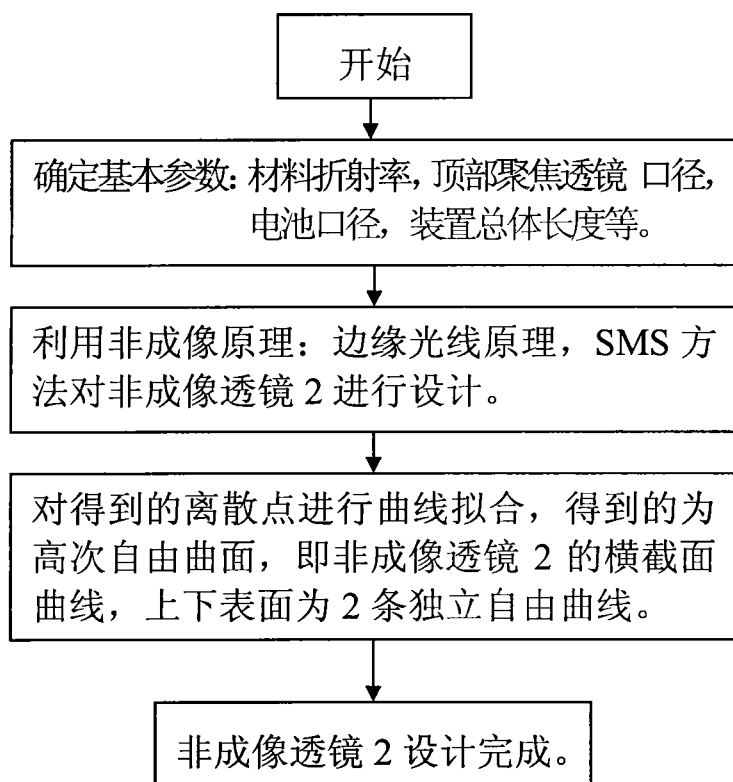 开始
确定基本参数：材料折射率，顶部聚焦透镜 口径，
电池口径，装置总体长度等。
利用非成像原理：边缘光线原理，SMS 方
法对非成像透镜 2 进行设计。
对得到的离散点进行曲线拟合，得到的为
高次自由曲面，即非成像透镜 2 的横截面
曲线，上下表面为 2 条独立自由曲线。
非成像透镜 2 设计完成。